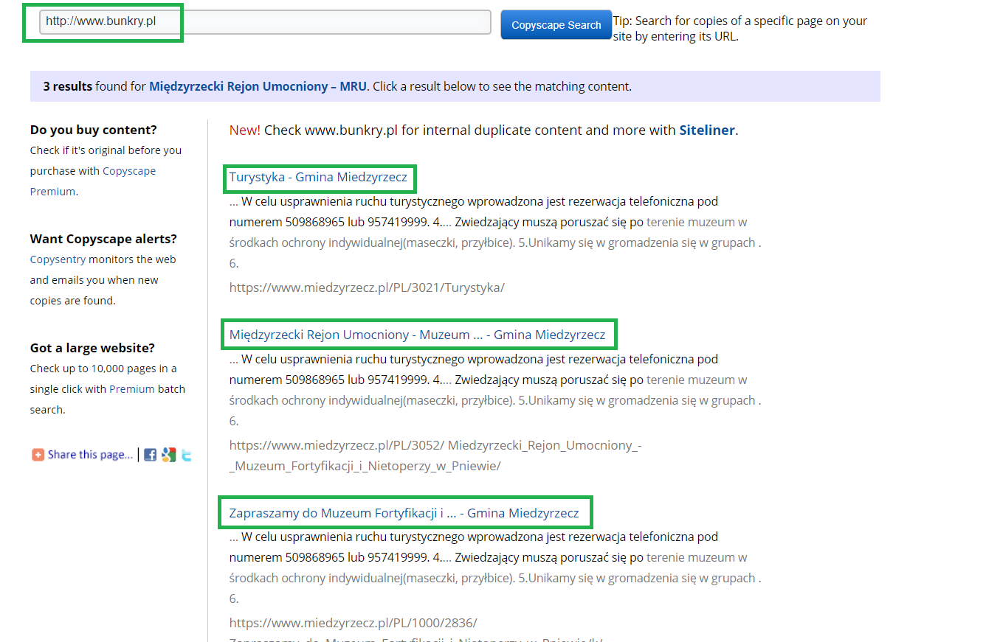 http://www.bunkry.pl
Copyscape Search
Tip: Search for copies of a specific page on your
site by entering its URL.
3 results found for Międzyrzecki Rejon Umocniony – MRU. Click a result below to see the matching content.
Do you buy content?
Check if it's original before you
purchase with Copyscape
Premium.
Want Copyscape alerts?
Copysentry monitors the web
and emails you when new
copies are found.
Got a large website?
Check up to 10,000 pages in a
single click with Premium batch
search.
Share this page...
New! Check www.bunkry.pl for internal duplicate content and more with Siteliner.
Turystyka - Gmina Miedzyrzecz
... W celu usprawnienia ruchu turystycznego wprowadzona jest rezerwacja telefoniczna pod
numerem 509868965 lub 957419999. 4.... Zwiedzający muszą poruszać się po terenie muzeum w
środkach ochrony indywidualnej(maseczki, przyłbice). 5.Unikamy się w gromadzenia się w grupach .
6.
https://www.miedzyrzecz.pl/PL/3021/Turystyka/
Międzyrzecki Rejon Umocniony - Muzeum ... - Gmina Miedzyrzecz
... W celu usprawnienia ruchu turystycznego wprowadzona jest rezerwacja telefoniczna pod
numerem 509868965 lub 957419999. 4.... Zwiedzający muszą poruszać się po terenie muzeum w
środkach ochrony indywidualnej(maseczki, przyłbice). 5.Unikamy się w gromadzenia się w grupach .
6.
https://www.miedzyrzecz.pl/PL/3052/ Miedzyrzecki_Rejon_Umocniony_-
_Muzeum_Fortyfikacji_i_Nietoperzy_w_Pniewie/
Zapraszamy do Muzeum Fortyfikacji i ... - Gmina Miedzyrzecz
... W celu usprawnienia ruchu turystycznego wprowadzona jest rezerwacja telefoniczna pod
numerem 509868965 lub 957419999. 4.... Zwiedzający muszą poruszać się po terenie muzeum w
środkach ochrony indywidualnej(maseczki, przyłbice). 5.Unikamy się w gromadzenia się w grupach .
6.
https://www.miedzyrzecz.pl/PL/1000/2836/
Zapraszamy_do_Muzeum_Fortyfikacji_i_Nietoperzy_w_Pniewie/k/